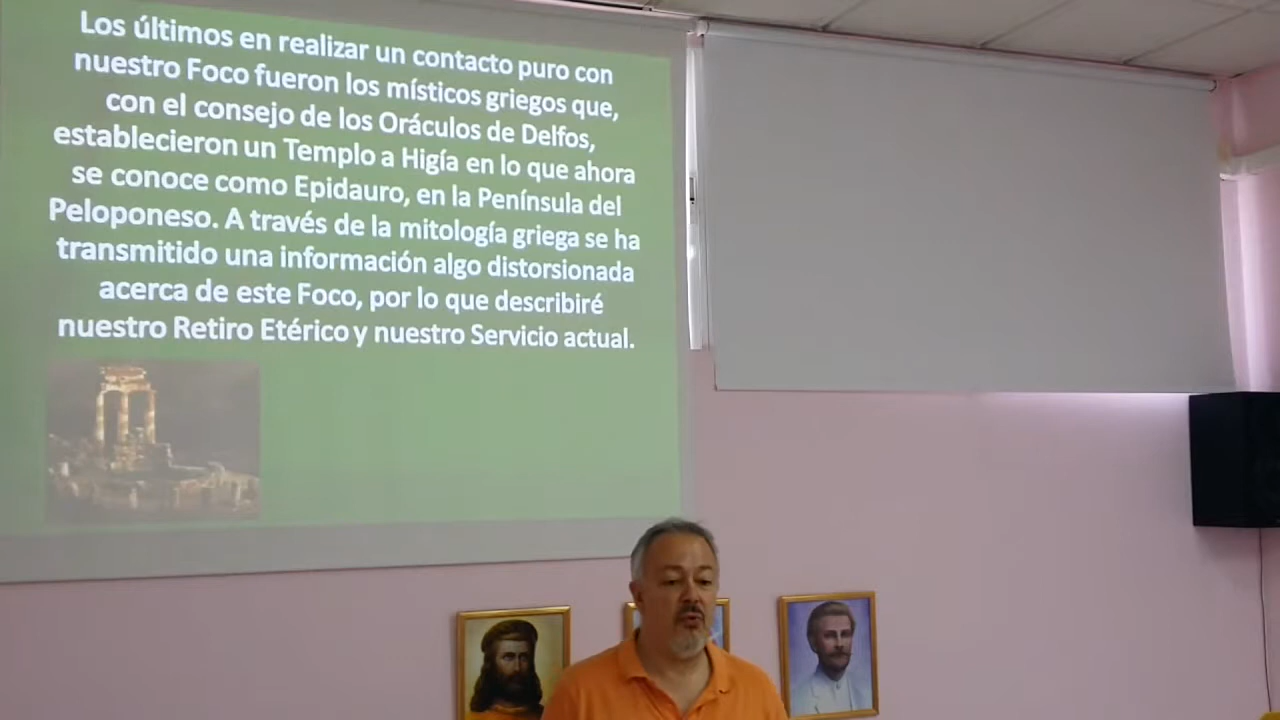 Los últimos en realizar un contacto puro con
nuestro Foco fueron los místicos griegos que,
con el consejo de los Oráculos de Delfos,
establecieron un Templo a Higía en lo que ahora
se conoce como Epidauro, en la Península del
Peloponeso. A través de la mitología griega se ha
transmitido una información algo distorsionada
acerca de este Foco, por lo que describiré
nuestro Retiro Etérico y nuestro Servicio actual.